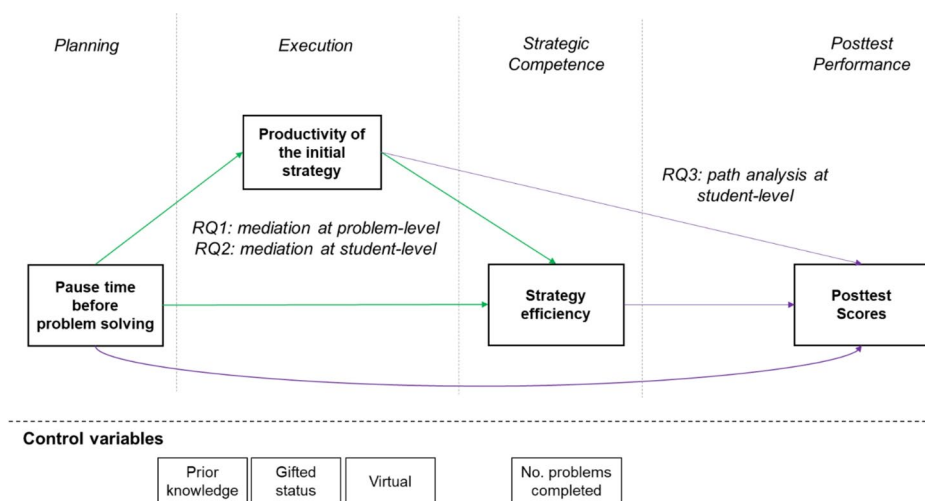 Planning
Execution
Strategic
Competence
Posttest
Performance
Productivity of
the initial
strategy
RQ3: path analysis at
student-level
RQ1: mediation at problem-level
RQ2: mediation at student-level
Pause time
before
problem solving
Strategy
efficiency
Posttest
Scores
Control variables
Prior
knowledge
Gifted
status
Virtual
No. problems
completed